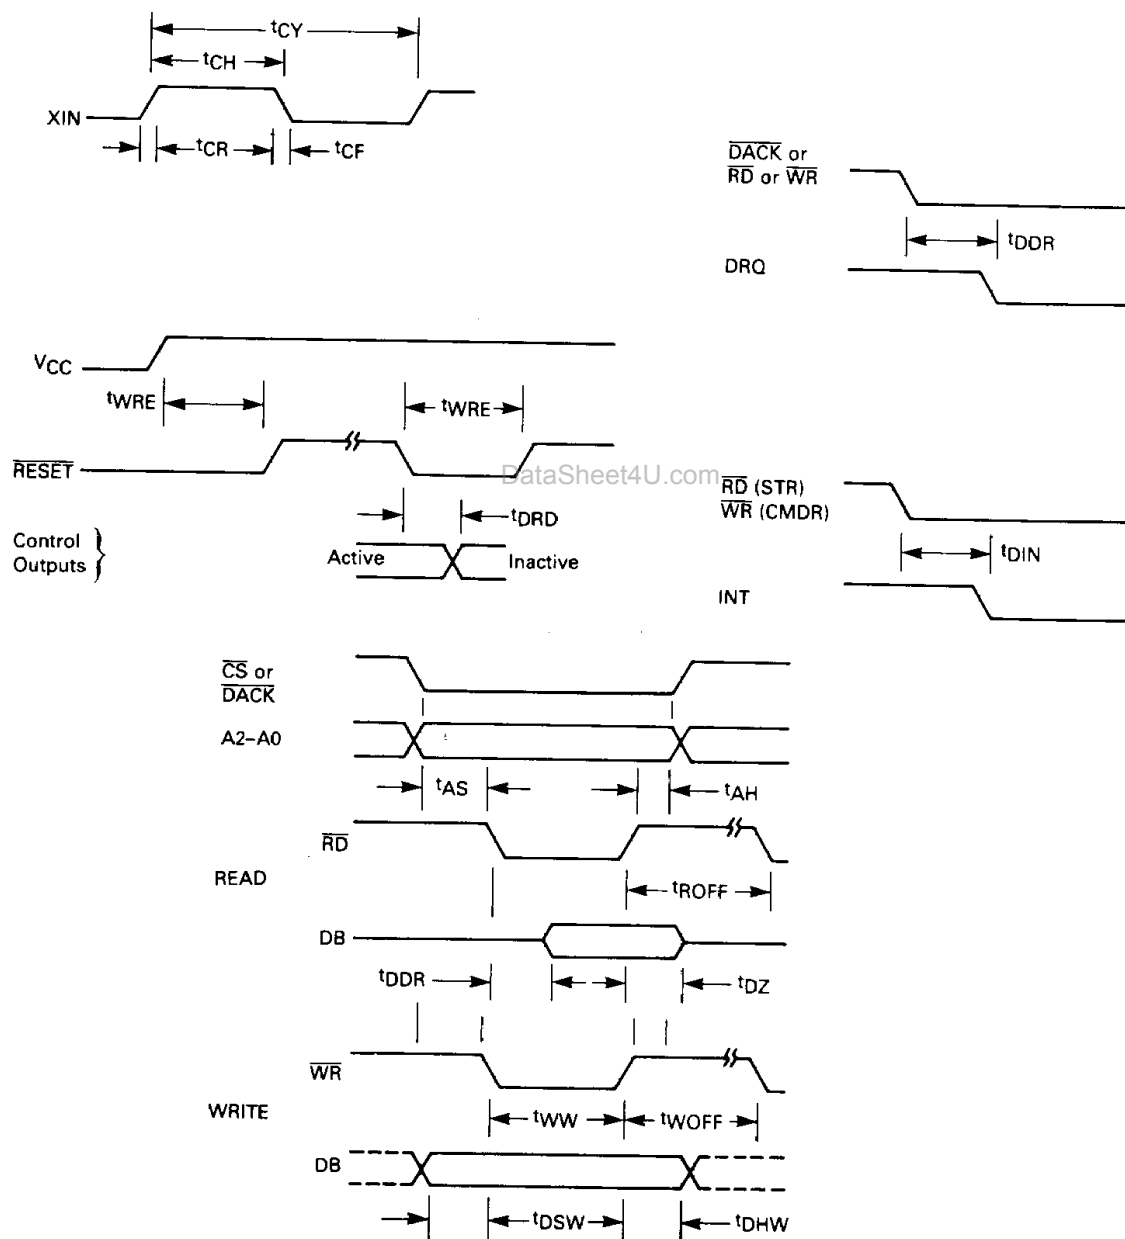 tCY
tCH
XIN
tCR
tCF
DACK or
RD or WR
tDDR
DRQ
VCC
tWRE
tWRE
RESET
DataSheet4U.com
tDRD
Control
Outputs
Active
Inactive
RD (STR)
WR (CMDR)
tDIN
INT
CS or
DACK
A2–A0
tAS
tAH
RD
READ
tROFF
DB
tDDR
tDZ
WR
WRITE
tWW
tWOFF
DB
tDSW
tDHW